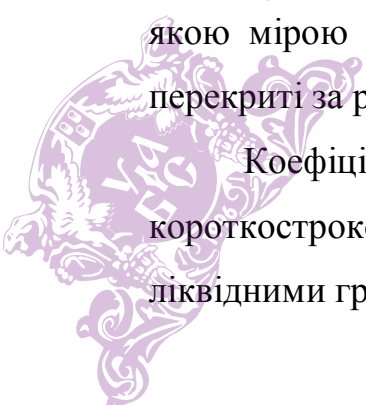 якою мірою
перекриті за р
Коефіці
короткостроко
ліквідними гр